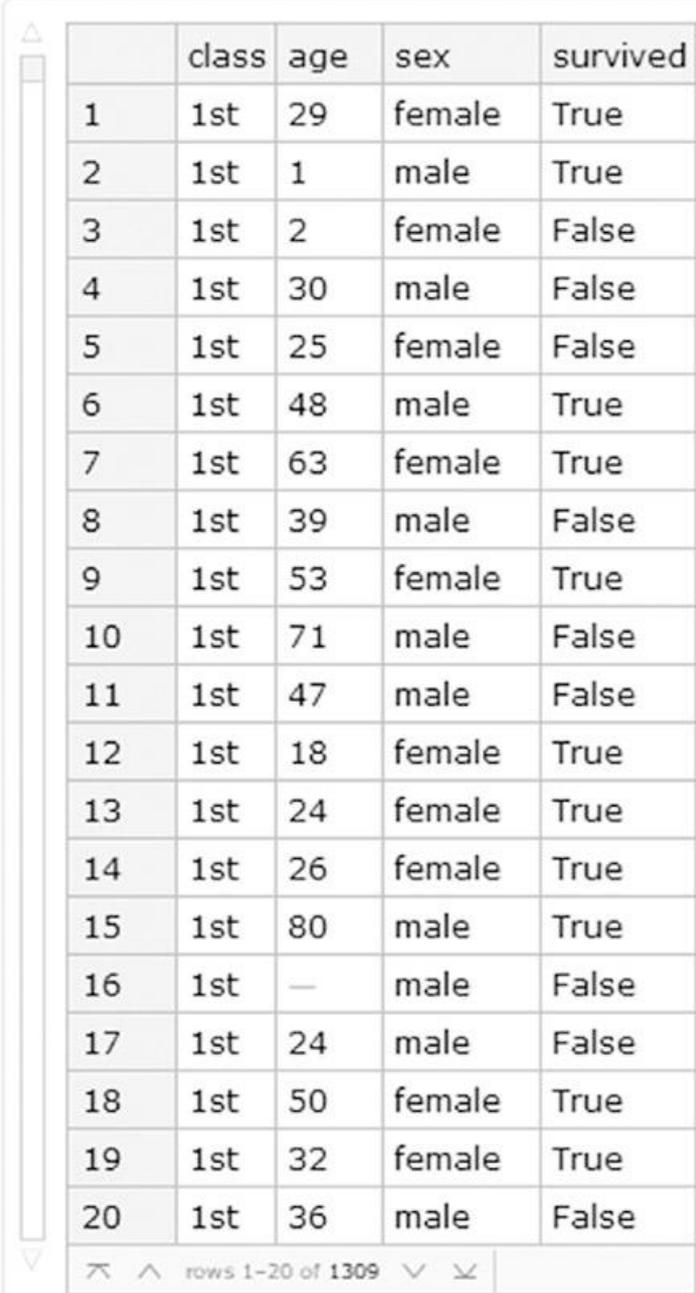 class age sex survived
1 1st 29 female True
2 1st 1 male True
3 1st 2 female False
4 1st 30 male False
5 1st 25 female False
6 1st 48 male True
7 1st 63 female True
8 1st 39 male False
9 1st 53 female True
10 1st 71 male False
11 1st 47 male False
12 1st 18 female True
13 1st 24 female True
14 1st 26 female True
15 1st 80 male True
16 1st — male False
17 1st 24 male False
18 1st 50 female True
19 1st 32 female True
20 1st 36 male False
rows 1–20 of 1309